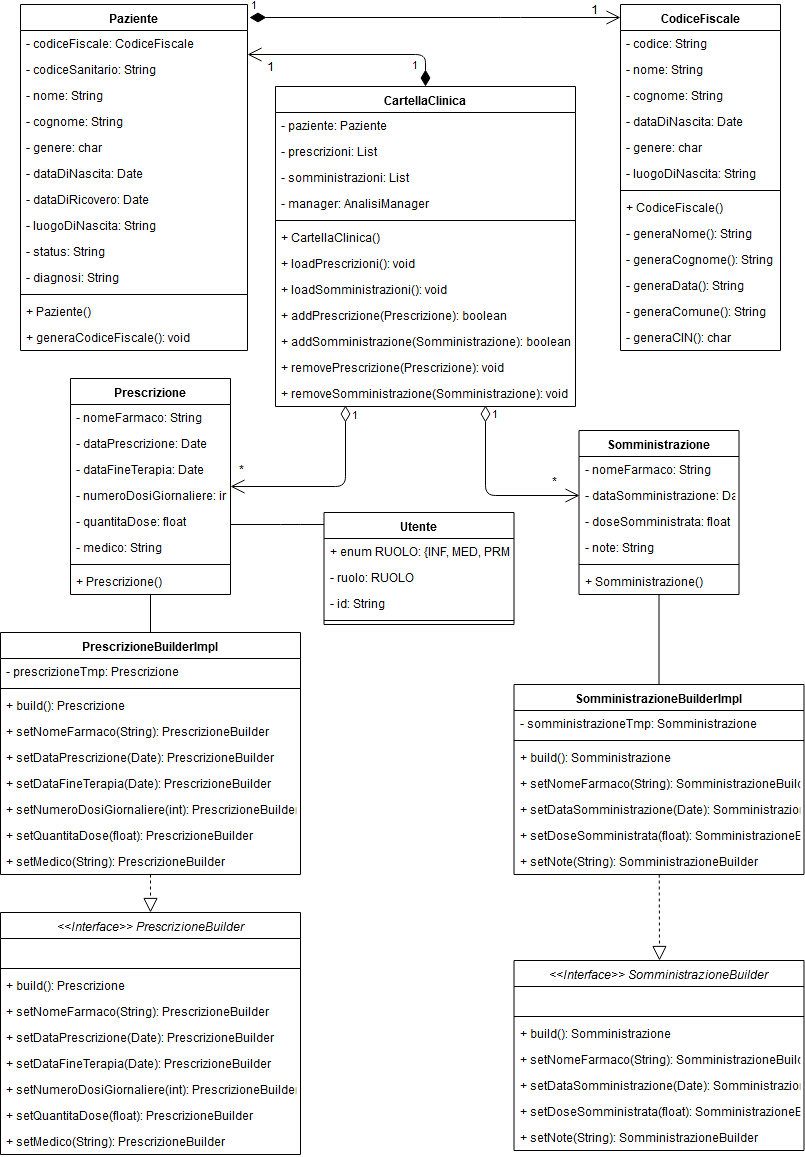 Paziente
- codiceFiscale: CodiceFiscale
- codiceSanitario: String
- nome: String
- cognome: String
- genere: char
- dataDiNascita: Date
- dataDiRicovero: Date
- luogoDiNascita: String
- status: String
- diagnosi: String
+ Paziente()
+ generaCodiceFiscale(): void
1
1
1
1
CodiceFiscale
- codice: String
- nome: String
- cognome: String
- dataDiNascita: Date
- genere: char
- luogoDiNascita: String
+ CodiceFiscale()
- generaNome(): String
- generaCognome(): String
- generaData(): String
- generaComune(): String
- generaCIN(): char
CartellaClinica
- paziente: Paziente
- prescrizioni: List
- somministrazioni: List
- manager: AnalisiManager
+ CartellaClinica()
+ loadPrescrizioni(): void
+ loadSomministrazioni(): void
+ addPrescrizione(Prescrizione): boolean
+ addSomministrazione(Somministrazione): boolean
+ removePrescrizione(Prescrizione): void
+ removeSomministrazione(Somministrazione): void
1
1
*
*
Prescrizione
- nomeFarmaco: String
- dataPrescrizione: Date
- dataFineTerapia: Date
- numeroDosiGiornaliere: in
- quantitaDose: float
- medico: String
+ Prescrizione()
Utente
+ enum RUOLO: {INF, MED, PRM
- ruolo: RUOLO
- id: String
Somministrazione
- nomeFarmaco: String
- dataSomministrazione: Da
- doseSomministrata: float
- note: String
+ Somministrazione()
PrescrizioneBuilderImpl
- prescrizioneTmp: Prescrizione
+ build(): Prescrizione
+ setNomeFarmaco(String): PrescrizioneBuilder
+ setDataPrescrizione(Date): PrescrizioneBuilder
+ setDataFineTerapia(Date): PrescrizioneBuilder
+ setNumeroDosiGiornaliere(int): PrescrizioneBuilde
+ setQuantitaDose(float): PrescrizioneBuilder
+ setMedico(String): PrescrizioneBuilder
SomministrazioneBuilderImpl
- somministrazioneTmp: Somministrazione
+ build(): Somministrazione
+ setNomeFarmaco(String): SomministrazioneBuil
+ setDataSomministrazione(Date): Somministrazio
+ setDoseSomministrata(float): SomministrazioneB
+ setNote(String): SomministrazioneBuilder
<<Interface>> PrescrizioneBuilder
+ build(): Prescrizione
+ setNomeFarmaco(String): PrescrizioneBuilder
+ setDataPrescrizione(Date): PrescrizioneBuilder
+ setDataFineTerapia(Date): PrescrizioneBuilder
+ setNumeroDosiGiornaliere(int): PrescrizioneBuilde
+ setQuantitaDose(float): PrescrizioneBuilder
+ setMedico(String): PrescrizioneBuilder
<<Interface>> SomministrazioneBuilder
+ build(): Somministrazione
+ setNomeFarmaco(String): SomministrazioneBuil
+ setDataSomministrazione(Date): Somministrazio
+ setDoseSomministrata(float): SomministrazioneB
+ setNote(String): SomministrazioneBuilder